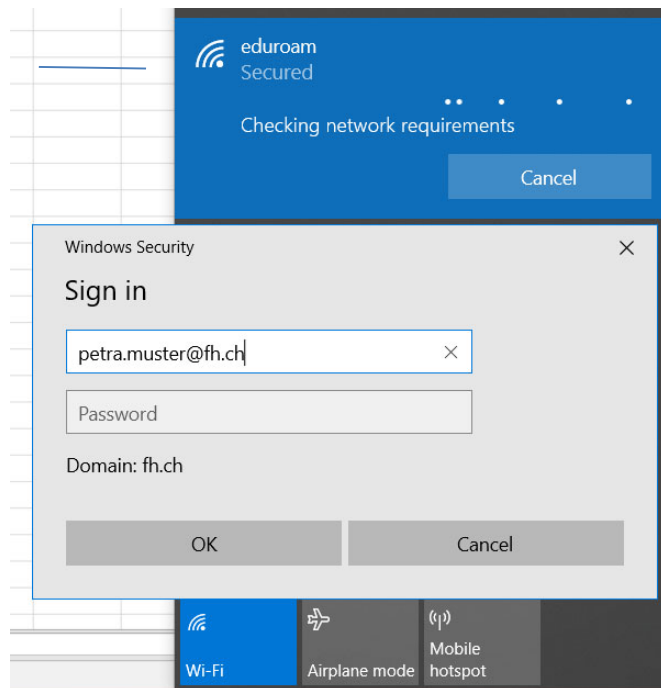 eduroam
Secured
Checking network requirements
Cancel
Windows Security
Sign in
petra.muster@fh.ch
Password
Domain: fh.ch
OK
Cancel
Wi-Fi
Airplane mode
Mobile
hotspot